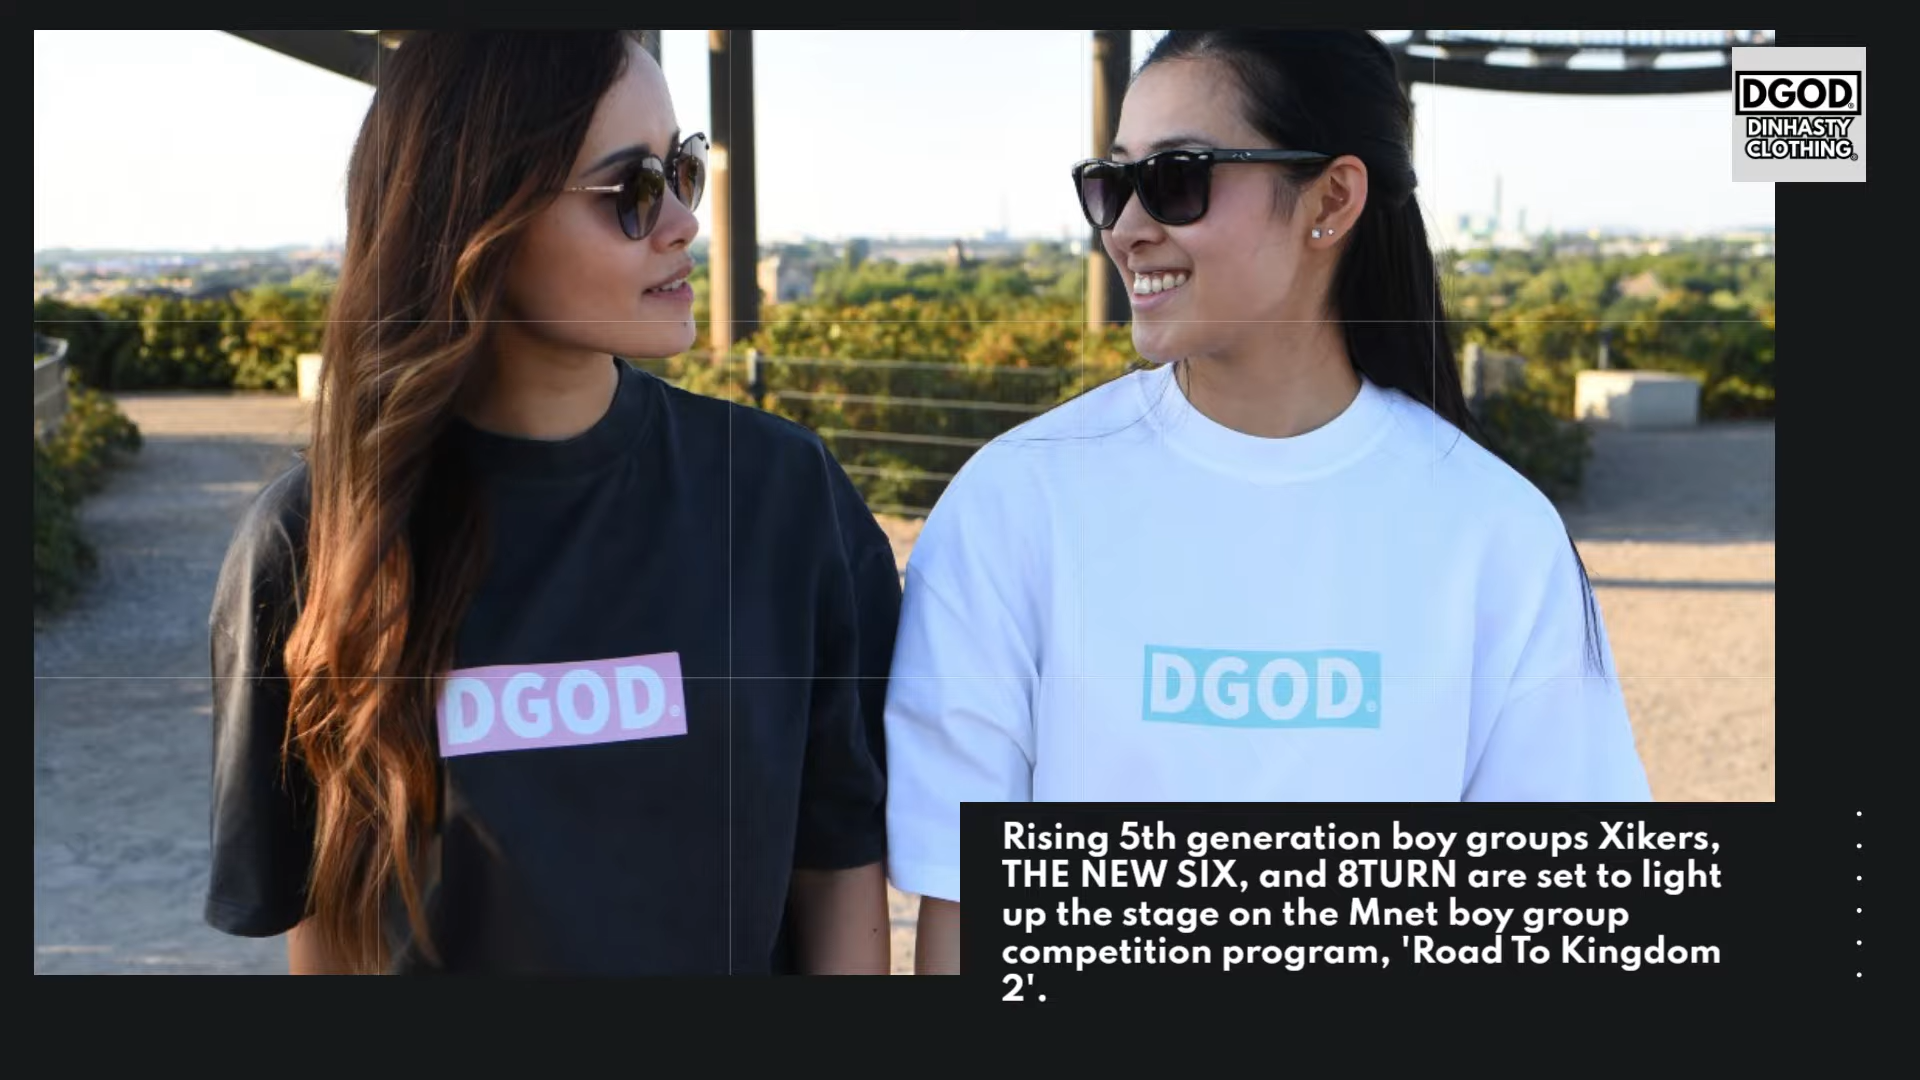 DGOD®
DINHASTY
CLOTHING®
DGOD®
DGOD®
Rising 5th generation boy groups Xikers,
THE NEW SIX, and 8TURN are set to light
up the stage on the Mnet boy group
competition program, 'Road To Kingdom
2'.